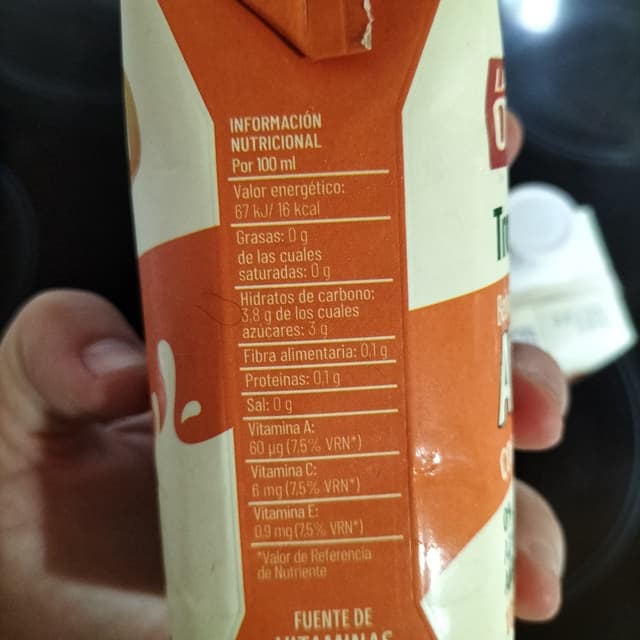 INFORMACIÓN
NUTRICIONAL
Por 100 ml
Valor energético:
67 kJ/ 16 kcal
Grasas: 0 g
de las cuales
saturadas: 0 g
Hidratos de carbono:
3,8 g de los cuales
azúcares: 3 g
Fibra alimentaria: 0,1 g
Proteínas: 0,1 g
Sal: 0 g
Vitamina A:
60 µg (7,5% VRN*)
Vitamina C:
6 mg (7,5% VRN*)
Vitamina E:
0,9 mg (7,5% VRN*)
*Valor de Referencia
de Nutriente
FUENTE DE
VITAMINAS